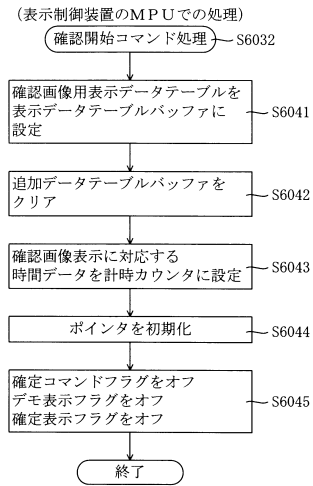 (表示制御装置のMPUでの処理)
確認開始コマンド処理
S6032
確認画像用表示データテーブルを
表示データテーブルバッファに
設定
S6041
追加データテーブルバッファを
クリア
S6042
確認画像表示に対応する
時間データを計時カウンタに設定
S6043
ポインタを初期化
S6044
確定コマンドフラグをオフ
デモ表示フラグをオフ
確定表示フラグをオフ
S6045
終了